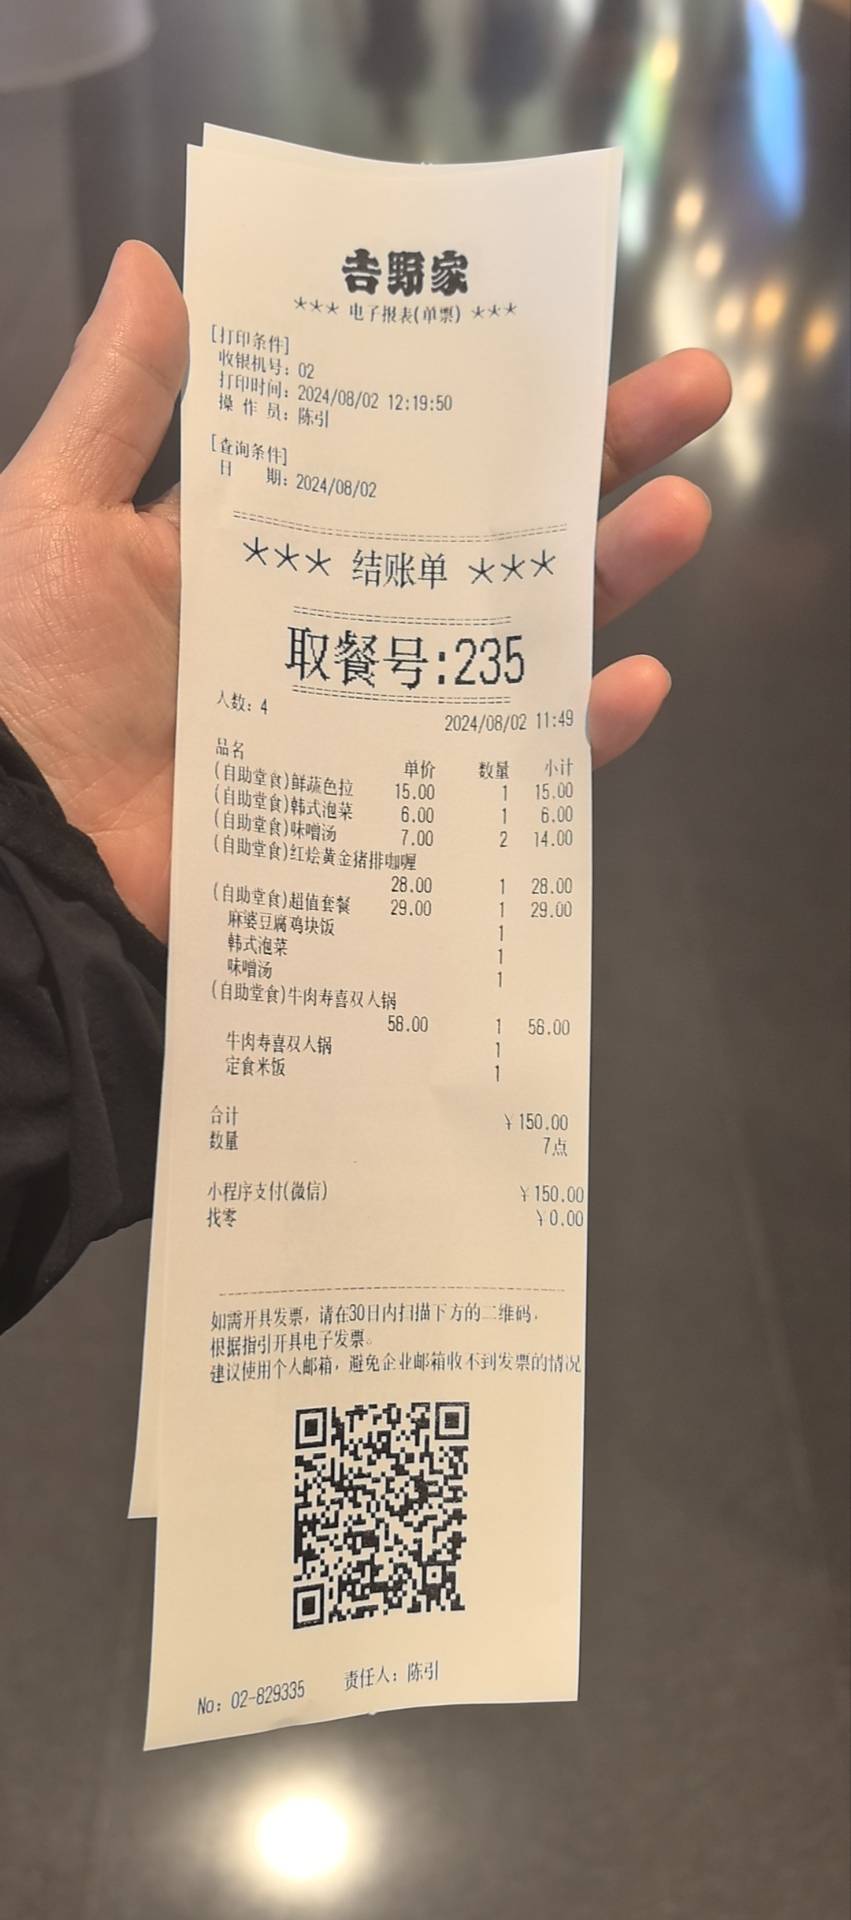 吉野家
*** 电子报表(单票) ***
[打印条件]
收银机号: 02
打印时间: 2024/08/02 12:19:50
操 作 员: 陈引
[查询条件]
日 期: 2024/08/02
*** 结账单 ***
取餐号:235
人数: 4
2024/08/02 11:49
品名 单价 数量 小计
(自助堂食)鲜蔬色拉 15.00 1 15.00
(自助堂食)韩式泡菜 6.00 1 6.00
(自助堂食)味噌汤 7.00 2 14.00
(自助堂食)红烩黄金猪排咖喱
28.00 1 28.00
(自助堂食)超值套餐 29.00 1 29.00
麻婆豆腐鸡块饭 1
韩式泡菜 1
味噌汤 1
(自助堂食)牛肉寿喜双人锅
58.00 1 58.00
牛肉寿喜双人锅 1
定食米饭 1
合计 ¥150.00
数量 7点
小程序支付(微信) ¥150.00
找零 ¥0.00
如需开具发票，请在30日内扫描下方的二维码，
根据指引开具电子发票。
建议使用个人邮箱，避免企业邮箱收不到发票的情况
No: 02-829335 责任人: 陈引